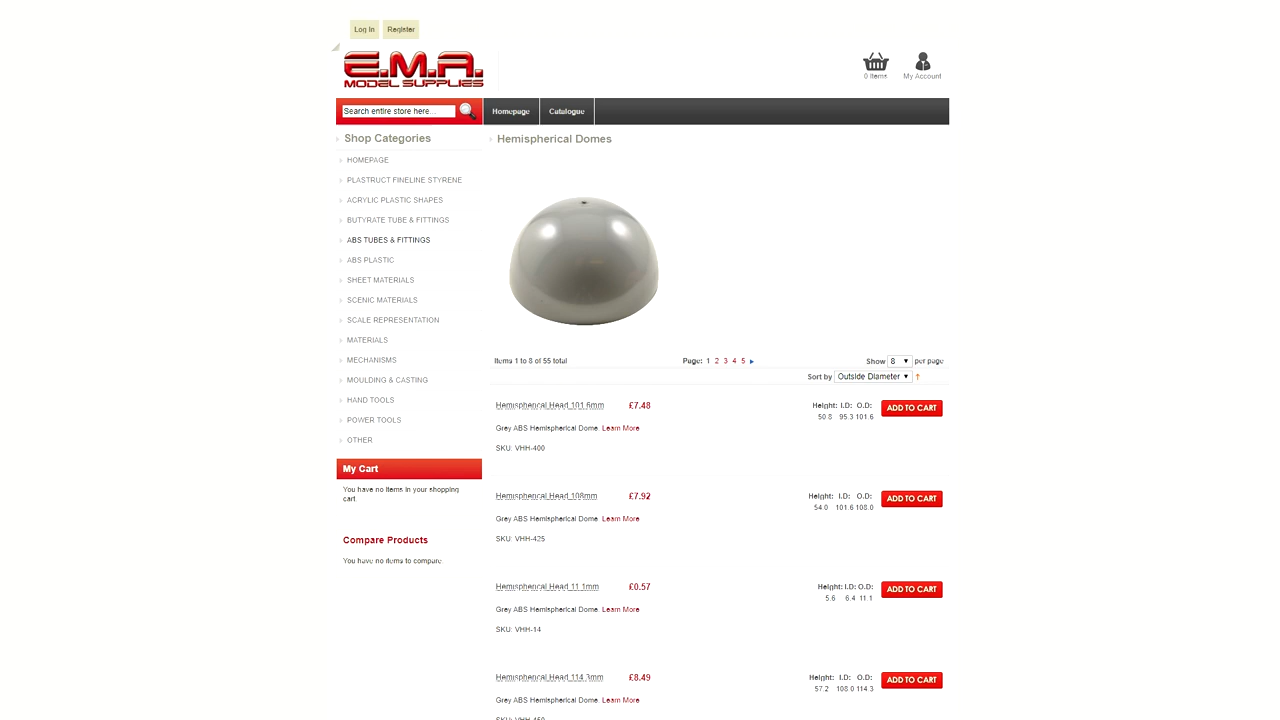 Log In Register
E.M.A.
MODEL SUPPLIES
0 Items My Account
Search entire store here... Homepage Catalogue
Shop Categories
HOMEPAGE
PLASTRUCT FINELINE STYRENE
ACRYLIC PLASTIC SHAPES
BUTYRATE TUBE & FITTINGS
ABS TUBES & FITTINGS
ABS PLASTIC
SHEET MATERIALS
SCENIC MATERIALS
SCALE REPRESENTATION
MATERIALS
MECHANISMS
MOULDING & CASTING
HAND TOOLS
POWER TOOLS
OTHER
My Cart
You have no items in your shopping
cart.
Compare Products
You have no items to compare.
Hemispherical Domes
Items 1 to 8 of 55 total Page: 1 2 3 4 5 Show 8 per page
Sort by Outside Diameter
Hemispherical Head 101.6mm £7.48 Height: I.D: O.D: ADD TO CART
50.8 95.3 101.6
Grey ABS Hemispherical Dome. Learn More
SKU: VHH-400
Hemispherical Head 108mm £7.92 Height: I.D: O.D: ADD TO CART
54.0 101.6 108.0
Grey ABS Hemispherical Dome. Learn More
SKU: VHH-425
Hemispherical Head 11.1mm £0.57 Height: I.D: O.D: ADD TO CART
5.6 6.4 11.1
Grey ABS Hemispherical Dome. Learn More
SKU: VHH-14
Hemispherical Head 114.3mm £8.49 Height: I.D: O.D: ADD TO CART
57.2 108.0 114.3
Grey ABS Hemispherical Dome. Learn More
SKU: VHH-450